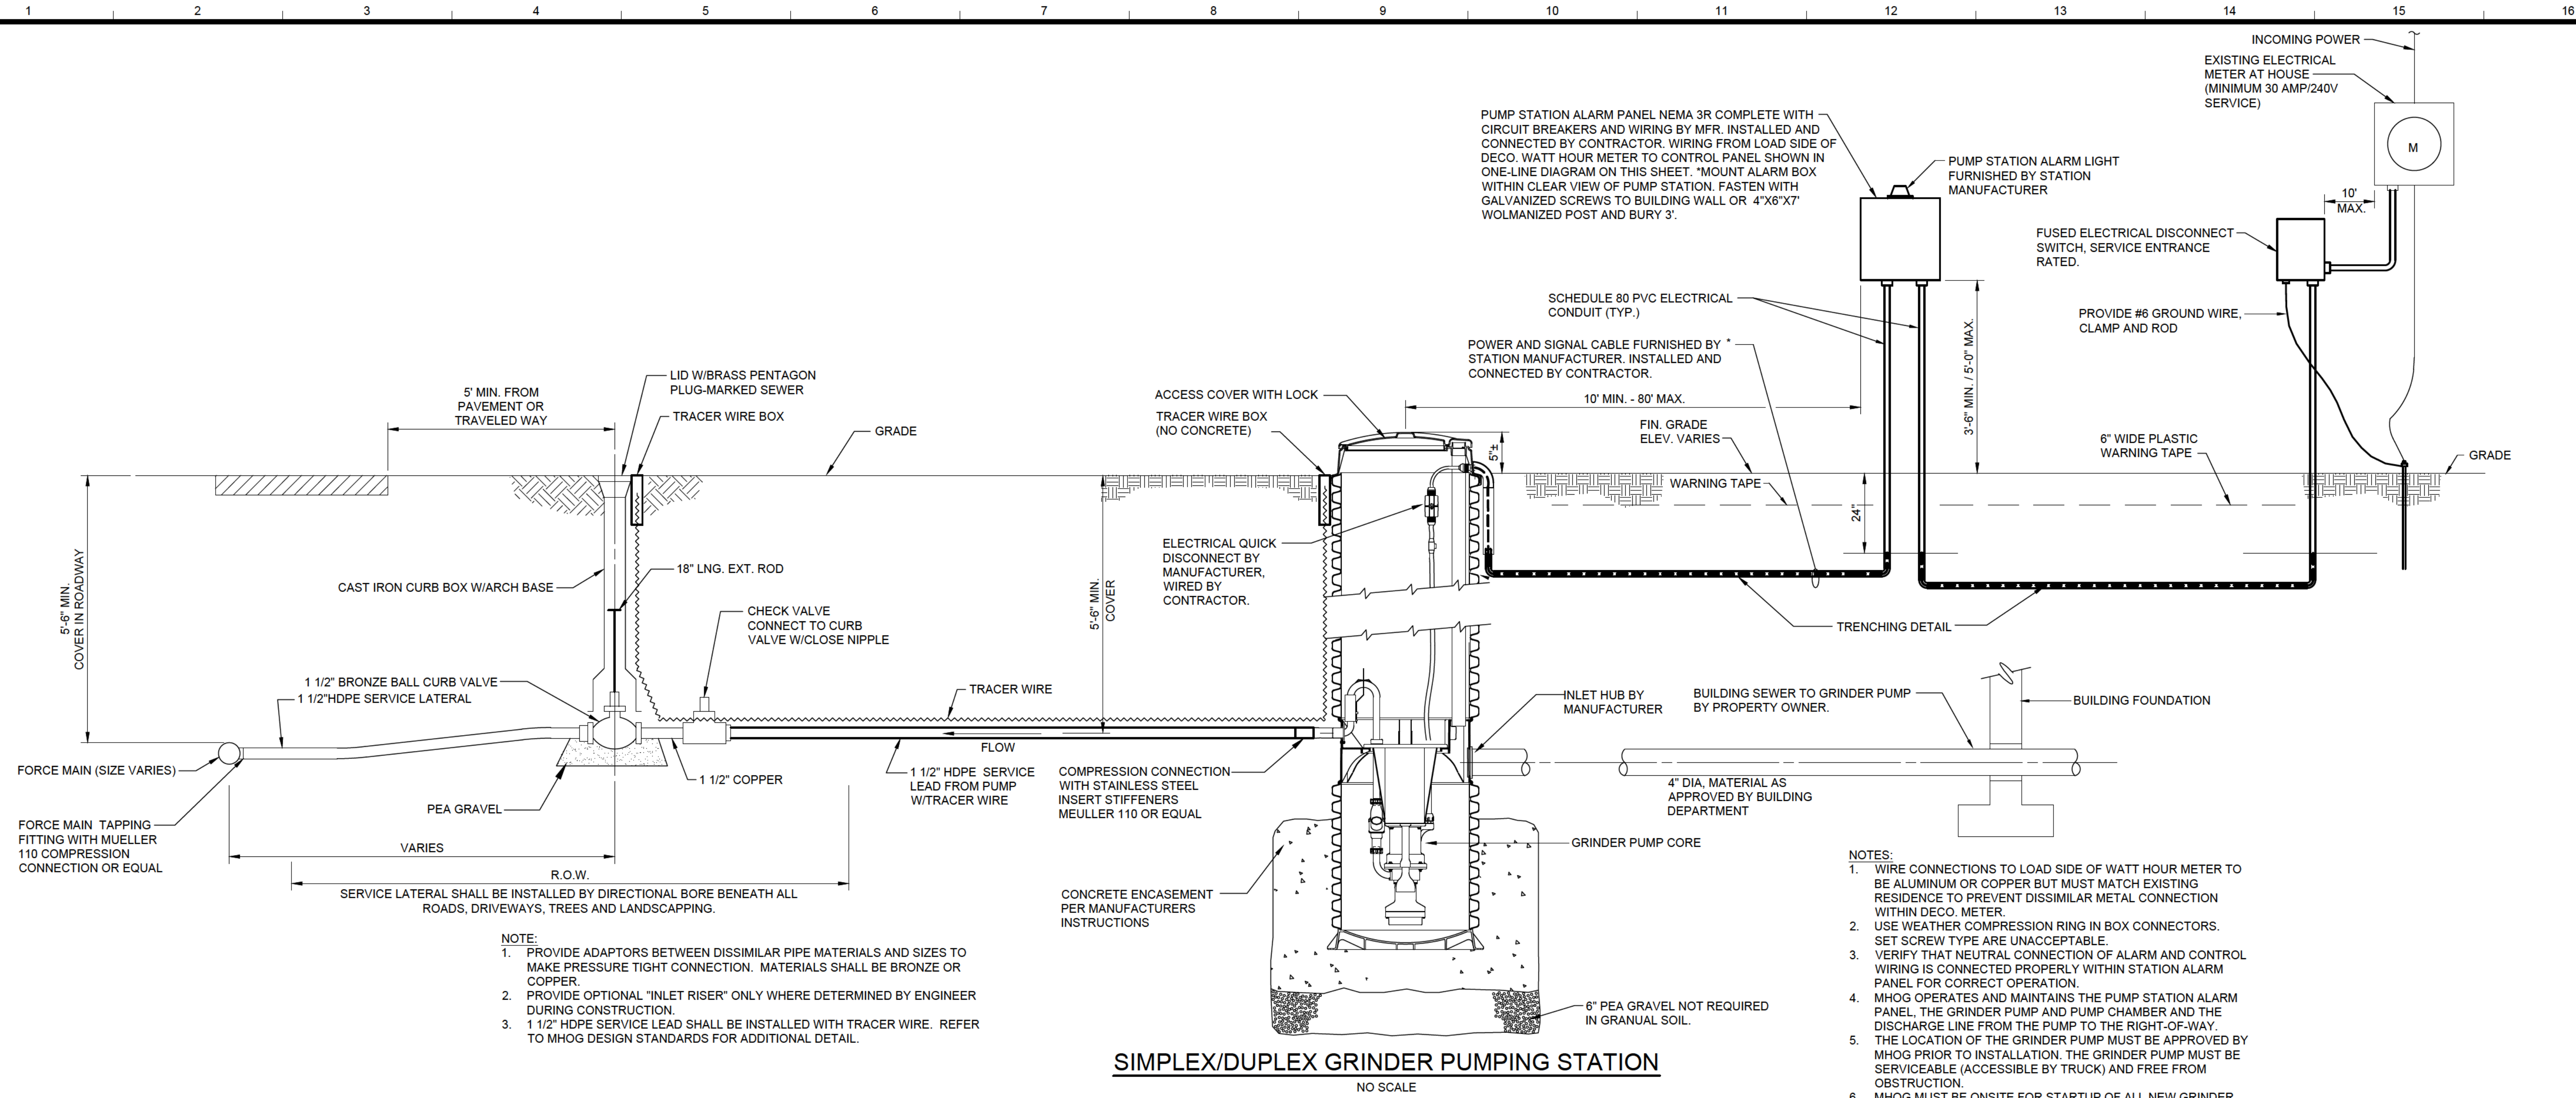 1 2 3 4 5 6 7 8 9 10 11 12 13 14 15 16
INCOMING POWER
EXISTING ELECTRICAL
METER AT HOUSE
(MINIMUM 30 AMP/240V
SERVICE)
M
10'
MAX.
PUMP STATION ALARM PANEL NEMA 3R COMPLETE WITH
CIRCUIT BREAKERS AND WIRING BY MFR. INSTALLED AND
CONNECTED BY CONTRACTOR. WIRING FROM LOAD SIDE OF
DECO. WATT HOUR METER TO CONTROL PANEL SHOWN IN
ONE-LINE DIAGRAM ON THIS SHEET. *MOUNT ALARM BOX
WITHIN CLEAR VIEW OF PUMP STATION. FASTEN WITH
GALVANIZED SCREWS TO BUILDING WALL OR 4"X6"X7'
WOLMANIZED POST AND BURY 3'.
PUMP STATION ALARM LIGHT
FURNISHED BY STATION
MANUFACTURER
FUSED ELECTRICAL DISCONNECT
SWITCH, SERVICE ENTRANCE
RATED.
SCHEDULE 80 PVC ELECTRICAL
CONDUIT (TYP.)
PROVIDE #6 GROUND WIRE,
CLAMP AND ROD
POWER AND SIGNAL CABLE FURNISHED BY *
STATION MANUFACTURER. INSTALLED AND
CONNECTED BY CONTRACTOR.
3'-6" MIN. / 5'-0" MAX.
10' MIN. - 80' MAX.
LID W/BRASS PENTAGON
PLUG-MARKED SEWER
5' MIN. FROM
PAVEMENT OR
TRAVELED WAY
TRACER WIRE BOX
GRADE
ACCESS COVER WITH LOCK
TRACER WIRE BOX
(NO CONCRETE)
5"±
FIN. GRADE
ELEV. VARIES
6" WIDE PLASTIC
WARNING TAPE
GRADE
WARNING TAPE
24"
5'-6" MIN.
COVER IN ROADWAY
CAST IRON CURB BOX W/ARCH BASE
18" LNG. EXT. ROD
CHECK VALVE
CONNECT TO CURB
VALVE W/CLOSE NIPPLE
5'-6" MIN.
COVER
ELECTRICAL QUICK
DISCONNECT BY
MANUFACTURER,
WIRED BY
CONTRACTOR.
TRENCHING DETAIL
1 1/2" BRONZE BALL CURB VALVE
1 1/2"HDPE SERVICE LATERAL
TRACER WIRE
INLET HUB BY
MANUFACTURER
BUILDING SEWER TO GRINDER PUMP
BY PROPERTY OWNER.
BUILDING FOUNDATION
FLOW
FORCE MAIN (SIZE VARIES)
1 1/2" COPPER
1 1/2" HDPE SERVICE
LEAD FROM PUMP
W/TRACER WIRE
COMPRESSION CONNECTION
WITH STAINLESS STEEL
INSERT STIFFENERS
MEULLER 110 OR EQUAL
4" DIA, MATERIAL AS
APPROVED BY BUILDING
DEPARTMENT
PEA GRAVEL
FORCE MAIN TAPPING
FITTING WITH MUELLER
110 COMPRESSION
CONNECTION OR EQUAL
VARIES
R.O.W.
SERVICE LATERAL SHALL BE INSTALLED BY DIRECTIONAL BORE BENEATH ALL
ROADS, DRIVEWAYS, TREES AND LANDSCAPPING.
GRINDER PUMP CORE
CONCRETE ENCASEMENT
PER MANUFACTURERS
INSTRUCTIONS
6" PEA GRAVEL NOT REQUIRED
IN GRANUAL SOIL.
NOTE:
1. PROVIDE ADAPTORS BETWEEN DISSIMILAR PIPE MATERIALS AND SIZES TO
MAKE PRESSURE TIGHT CONNECTION. MATERIALS SHALL BE BRONZE OR
COPPER.
2. PROVIDE OPTIONAL "INLET RISER" ONLY WHERE DETERMINED BY ENGINEER
DURING CONSTRUCTION.
3. 1 1/2" HDPE SERVICE LEAD SHALL BE INSTALLED WITH TRACER WIRE. REFER
TO MHOG DESIGN STANDARDS FOR ADDITIONAL DETAIL.
SIMPLEX/DUPLEX GRINDER PUMPING STATION
NO SCALE
NOTES:
1. WIRE CONNECTIONS TO LOAD SIDE OF WATT HOUR METER TO
BE ALUMINUM OR COPPER BUT MUST MATCH EXISTING
RESIDENCE TO PREVENT DISSIMILAR METAL CONNECTION
WITHIN DECO. METER.
2. USE WEATHER COMPRESSION RING IN BOX CONNECTORS.
SET SCREW TYPE ARE UNACCEPTABLE.
3. VERIFY THAT NEUTRAL CONNECTION OF ALARM AND CONTROL
WIRING IS CONNECTED PROPERLY WITHIN STATION ALARM
PANEL FOR CORRECT OPERATION.
4. MHOG OPERATES AND MAINTAINS THE PUMP STATION ALARM
PANEL, THE GRINDER PUMP AND PUMP CHAMBER AND THE
DISCHARGE LINE FROM THE PUMP TO THE RIGHT-OF-WAY.
5. THE LOCATION OF THE GRINDER PUMP MUST BE APPROVED BY
MHOG PRIOR TO INSTALLATION. THE GRINDER PUMP MUST BE
SERVICEABLE (ACCESSIBLE BY TRUCK) AND FREE FROM
OBSTRUCTION.
6. MHOG MUST BE ONSITE FOR STARTUP OF ALL NEW GRINDER